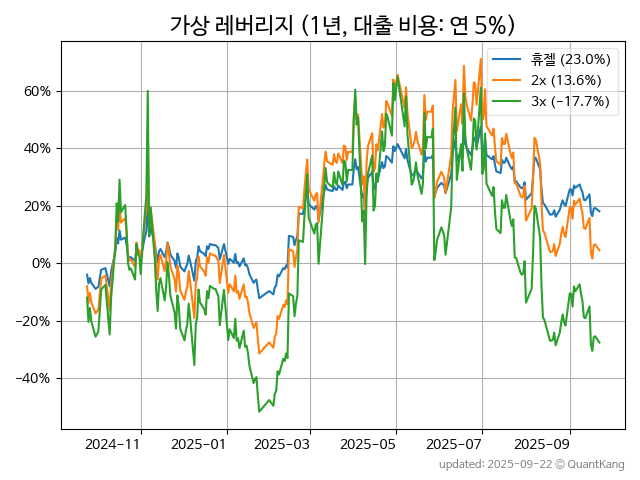 가상 레버리지 (1년, 대출 비용: 연 5%)
휴젤 (23.0%)
2x (13.6%)
3x (−17.7%)
60%
40%
20%
0%
−20%
−40%
2024-11
2025-01
2025-03
2025-05
2025-07
2025-09
updated: 2025-09-22 © QuantKang